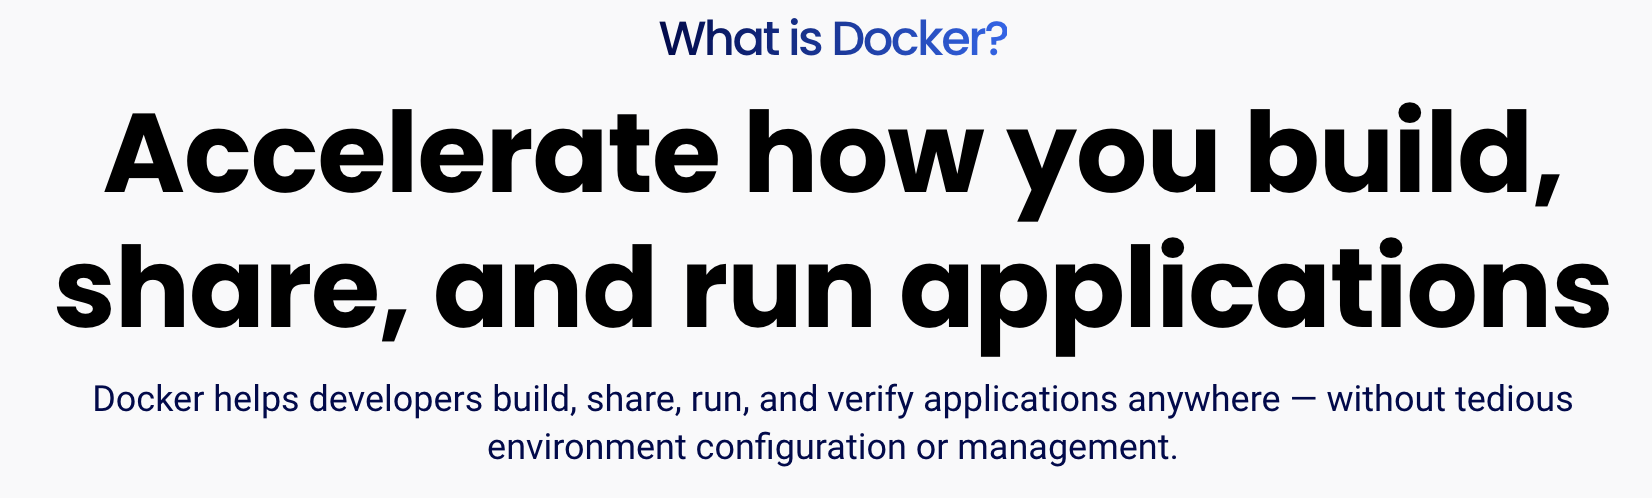 What is Docker?
Accelerate how you build,
share, and run applications
Docker helps developers build, share, run, and verify applications anywhere — without tedious
environment configuration or management.